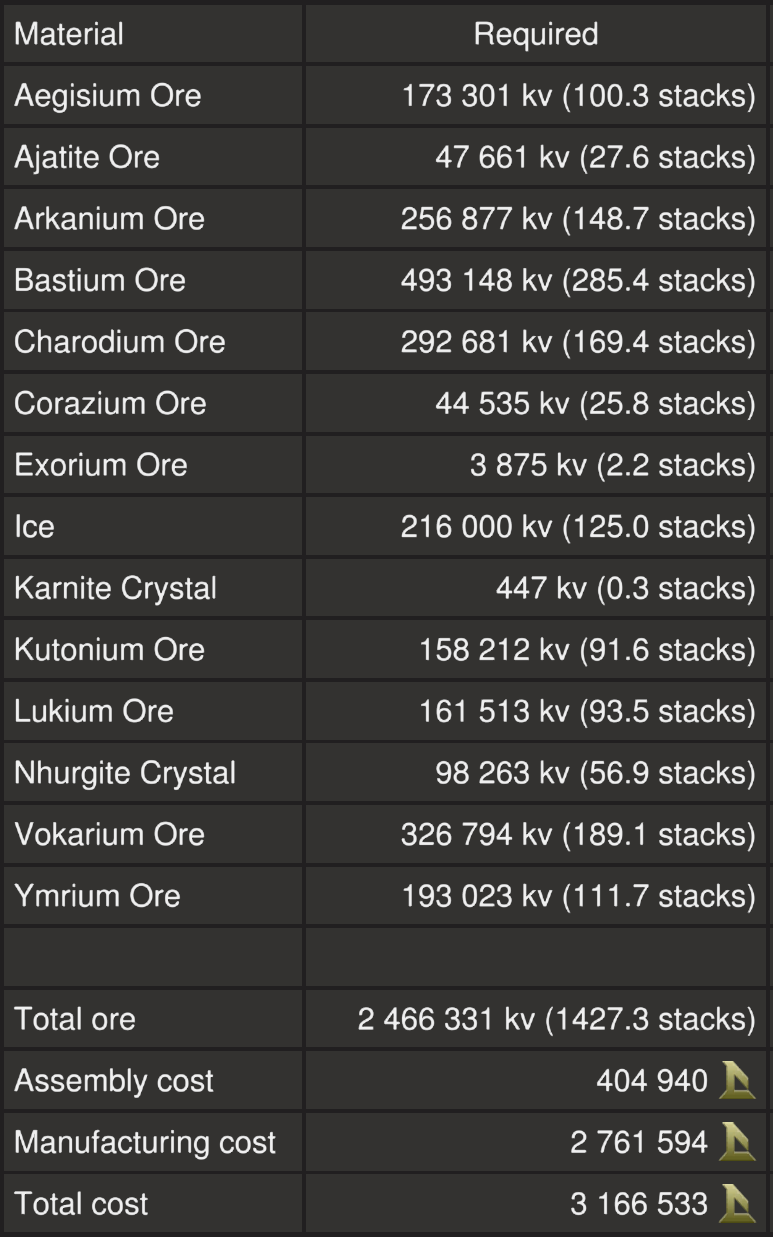 Material Required
Aegisium Ore 173 301 kv (100.3 stacks)
Ajatite Ore 47 661 kv (27.6 stacks)
Arkanium Ore 256 877 kv (148.7 stacks)
Bastium Ore 493 148 kv (285.4 stacks)
Charodium Ore 292 681 kv (169.4 stacks)
Corazium Ore 44 535 kv (25.8 stacks)
Exorium Ore 3 875 kv (2.2 stacks)
Ice 216 000 kv (125.0 stacks)
Karnite Crystal 447 kv (0.3 stacks)
Kutonium Ore 158 212 kv (91.6 stacks)
Lukium Ore 161 513 kv (93.5 stacks)
Nhurgite Crystal 98 263 kv (56.9 stacks)
Vokarium Ore 326 794 kv (189.1 stacks)
Ymrium Ore 193 023 kv (111.7 stacks)
Total ore 2 466 331 kv (1427.3 stacks)
Assembly cost 404 940
Manufacturing cost 2 761 594
Total cost 3 166 533